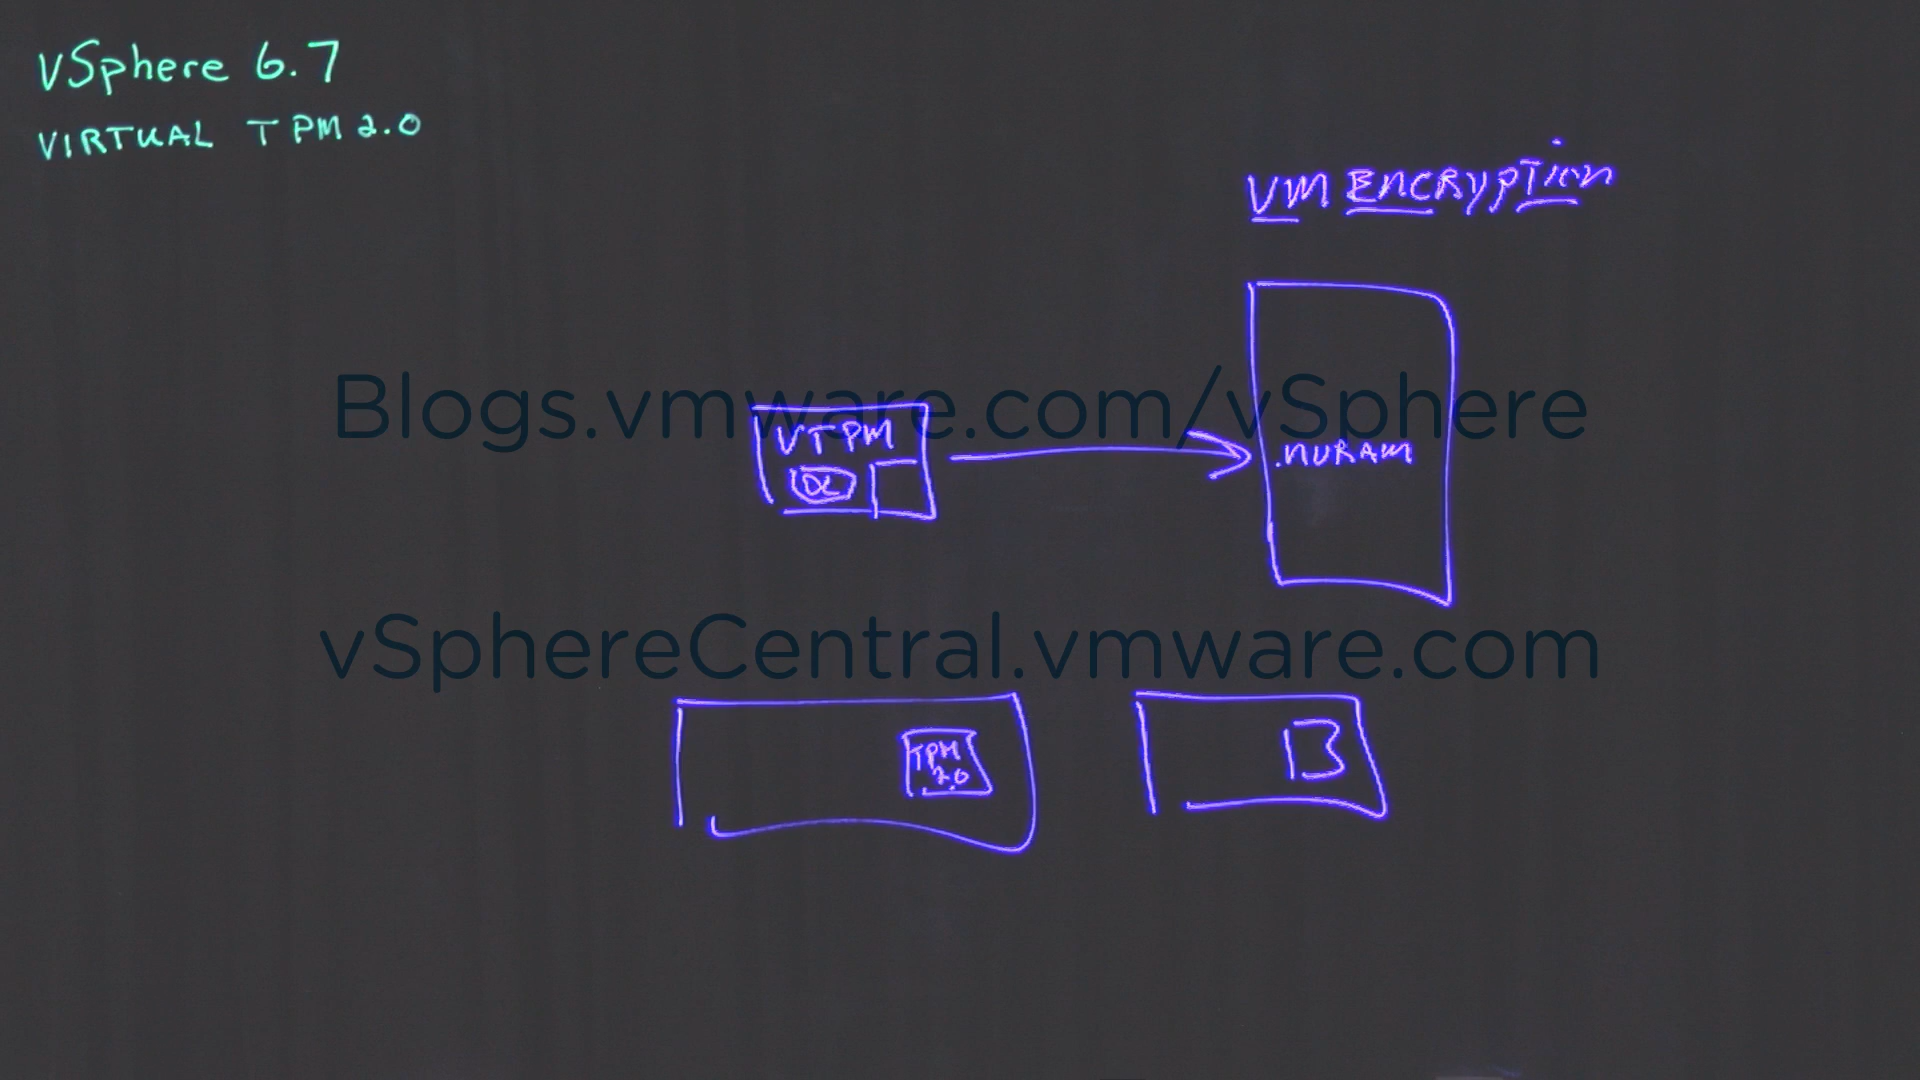 vSphere 6.7
VIRTUAL TPM 2.0
VM ENCRYPTION
Blogs.vmware.com/vSphere
VTPM
.NVRAM
vSphereCentral.vmware.com
TPM
2.0